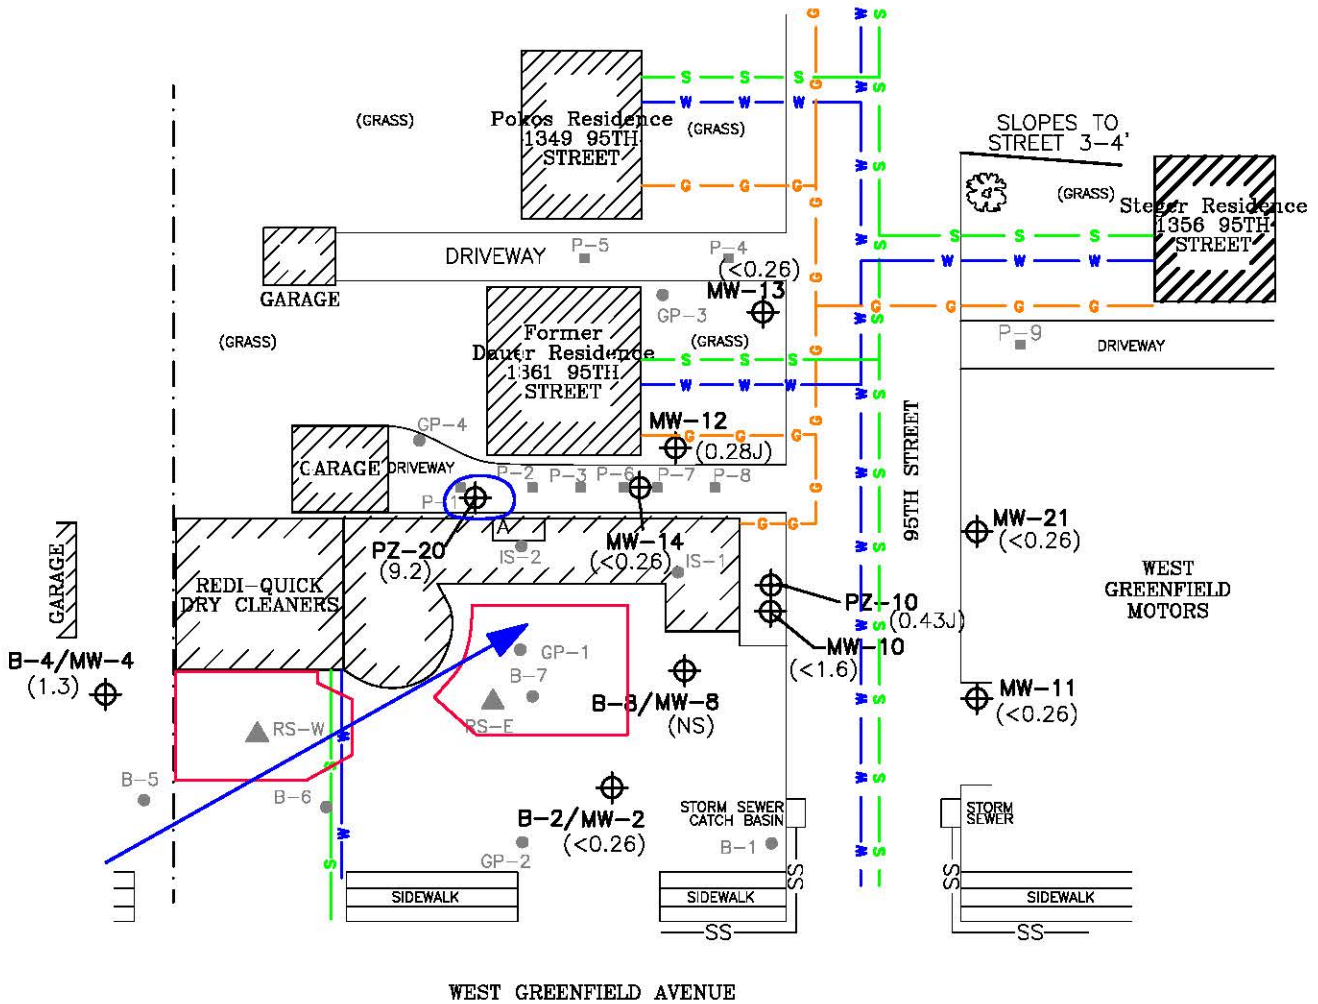 G
W
S
S
S
S
W
W
W
G
W
S
(GRASS)
Pokos Residence
1349 95TH
STREET
(GRASS)
SLOPES TO
STREET 3-4'
W
S
G
G
G
G
(GRASS)
Steger Residence
1356 95TH
STREET
S
S
S
W
S
W
W
W
DRIVEWAY
P-5
P-4
(<0.26)
G
GARAGE
MW-13
GP-3
G
G
G
G
W
S
(GRASS)
(GRASS)
P-9
DRIVEWAY
Former
Dauer Residence
1361 95TH
STREET
S
S
S
G
W
W
W
W
S
GP-4
MW-12
G
G
G
G
(0.28J)
95TH STREET
GARAGE
DRIVEWAY
P-1
P-2
P-3
P-6
P-7
P-8
G
W
S
A
G
G
MW-21
(<0.26)
PZ-20
(9.2)
IS-2
MW-14
(<0.26)
IS-1
W
S
GARAGE
REDI-QUICK
DRY CLEANERS
WEST
GREENFIELD
MOTORS
PZ-10
(0.43J)
W
S
MW-10
(<1.6)
B-4/MW-4
(1.3)
GP-1
B-7
B-8/MW-8
(NS)
MW-11
(<0.26)
W
S
RS-W
RS-E
W
S
B-5
B-6
W
S
W
S
B-2/MW-2
(<0.26)
STORM SEWER
CATCH BASIN
STORM
SEWER
GP-2
B-1
W
S
SS
SS
SIDEWALK
SIDEWALK
SIDEWALK
SS
SS
WEST GREENFIELD AVENUE